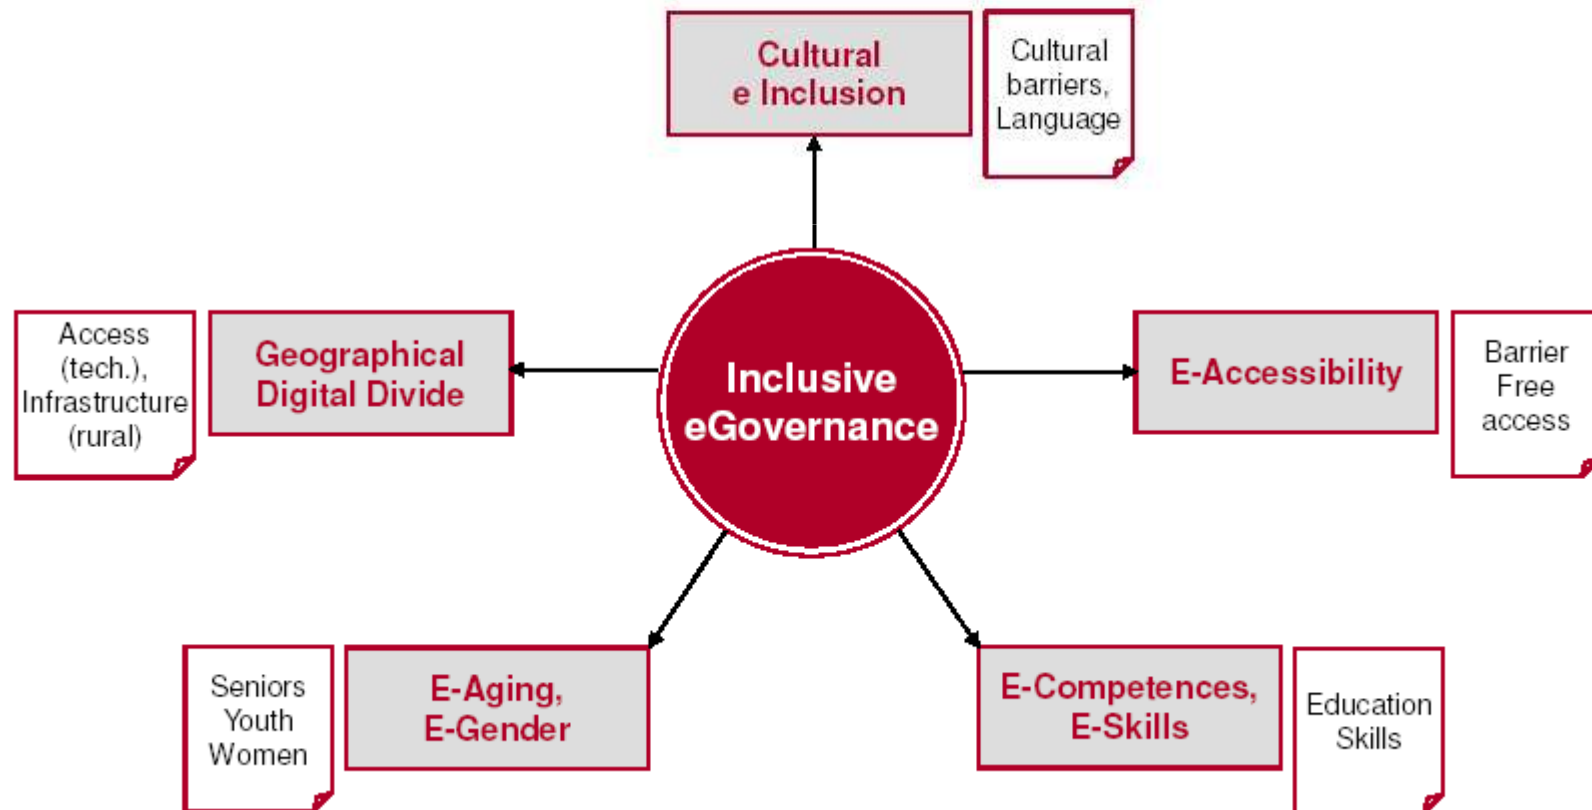 Cultural
e Inclusion
Cultural
barriers,
Language
Access
(tech.),
Infrastructure
(rural)
Geographical
Digital Divide
Inclusive
eGovernance
E-Accessibility
Barrier
Free
access
Seniors
Youth
Women
E-Aging,
E-Gender
E-Competences,
E-Skills
Education
Skills